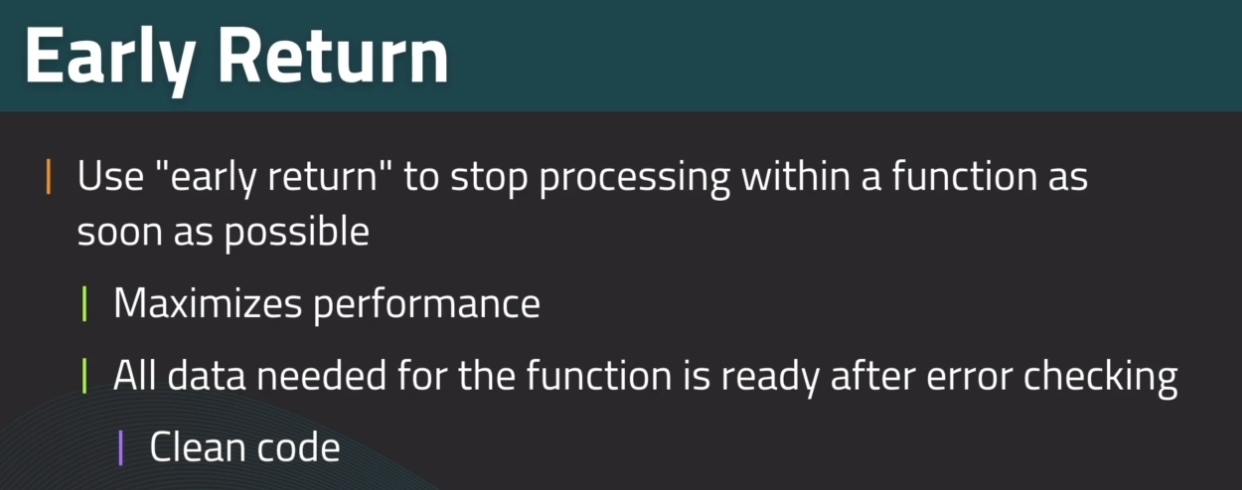 Early Return
Use "early return" to stop processing within a function as
soon as possible
Maximizes performance
All data needed for the function is ready after error checking
Clean code